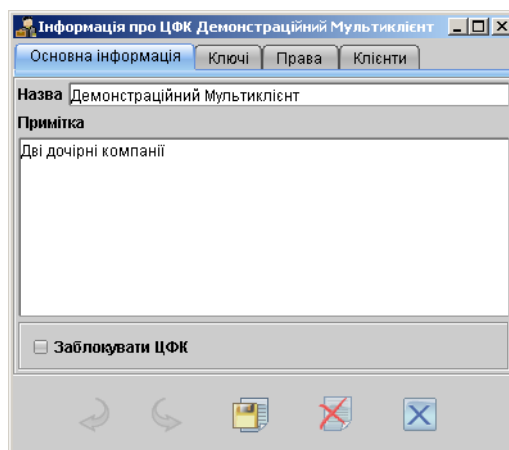 Інформація про ЦФК Демонстраційний Мультиклієнт
Основна інформація Ключі Права Клієнти
Назва Демонстраційний Мультиклієнт
Примітка
Дві дочірні компанії
Заблокувати ЦФК